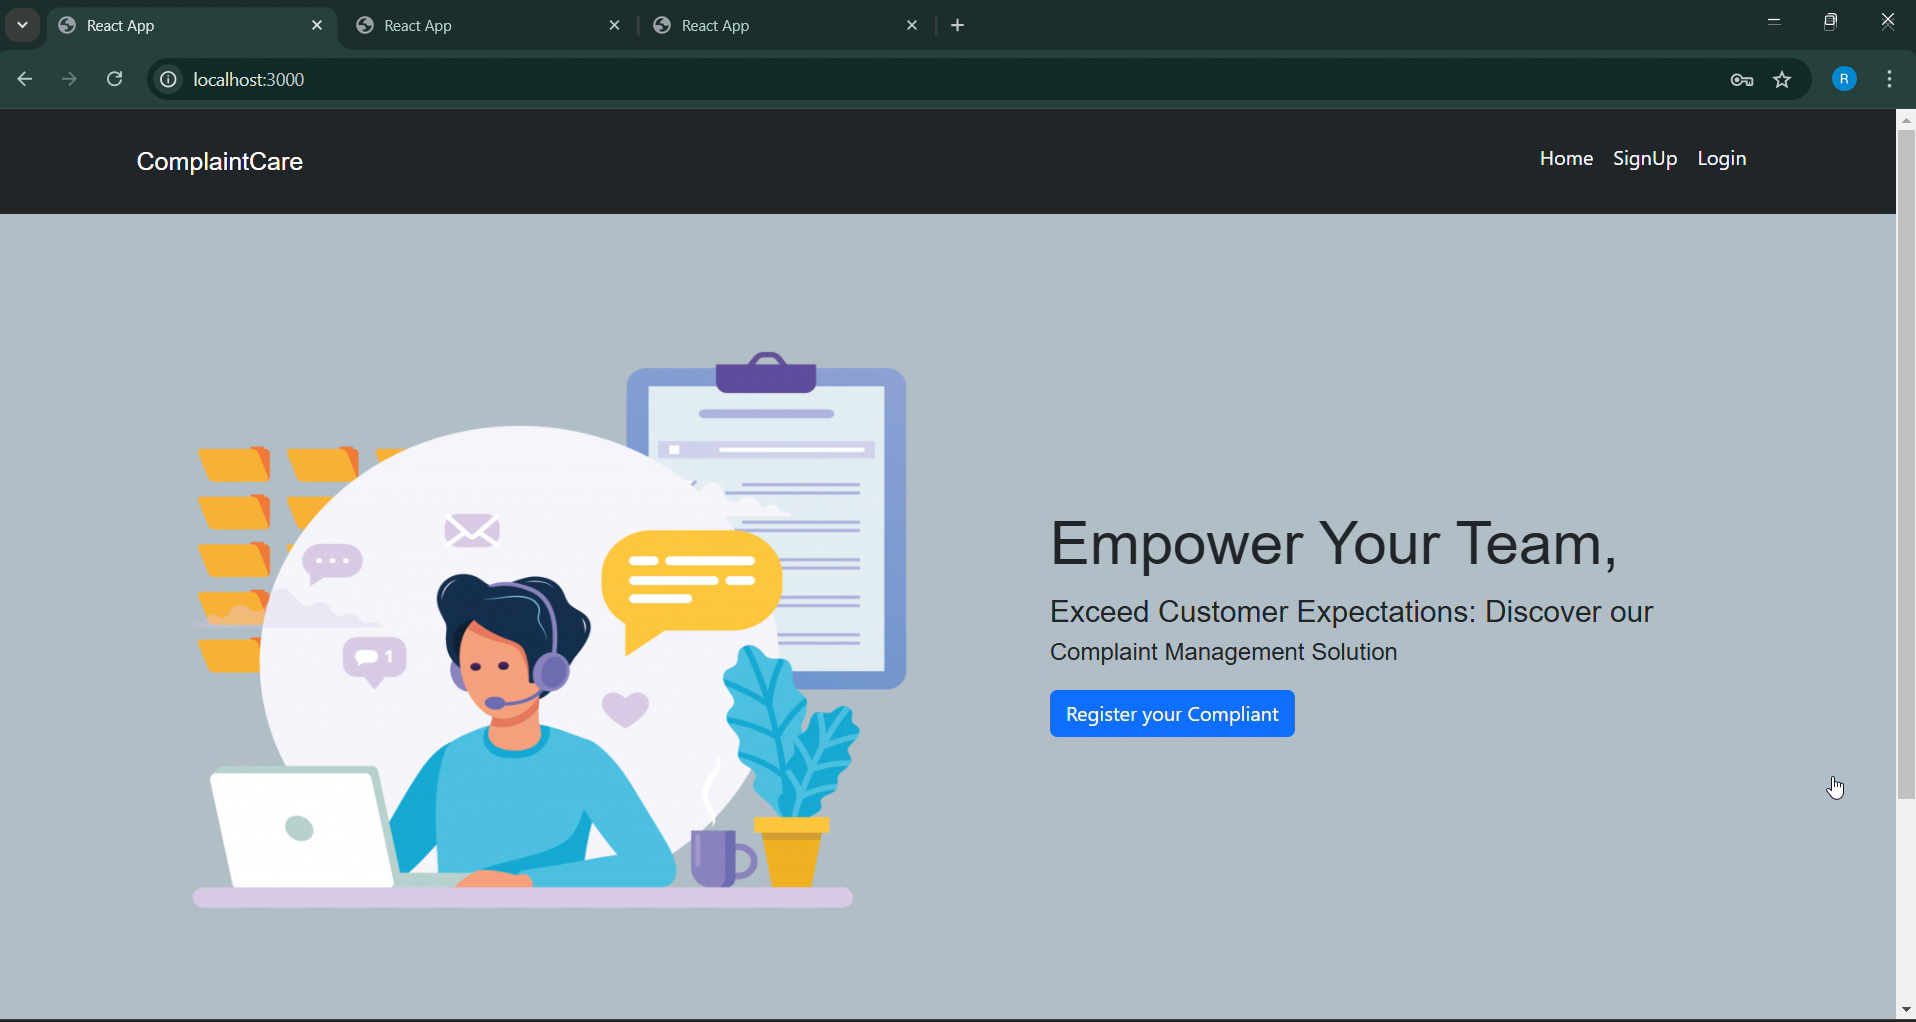 React App
React App
React App
localhost:3000
R
ComplaintCare
Home SignUp Login
1
Empower Your Team,
Exceed Customer Expectations: Discover our
Complaint Management Solution
Register your Compliant